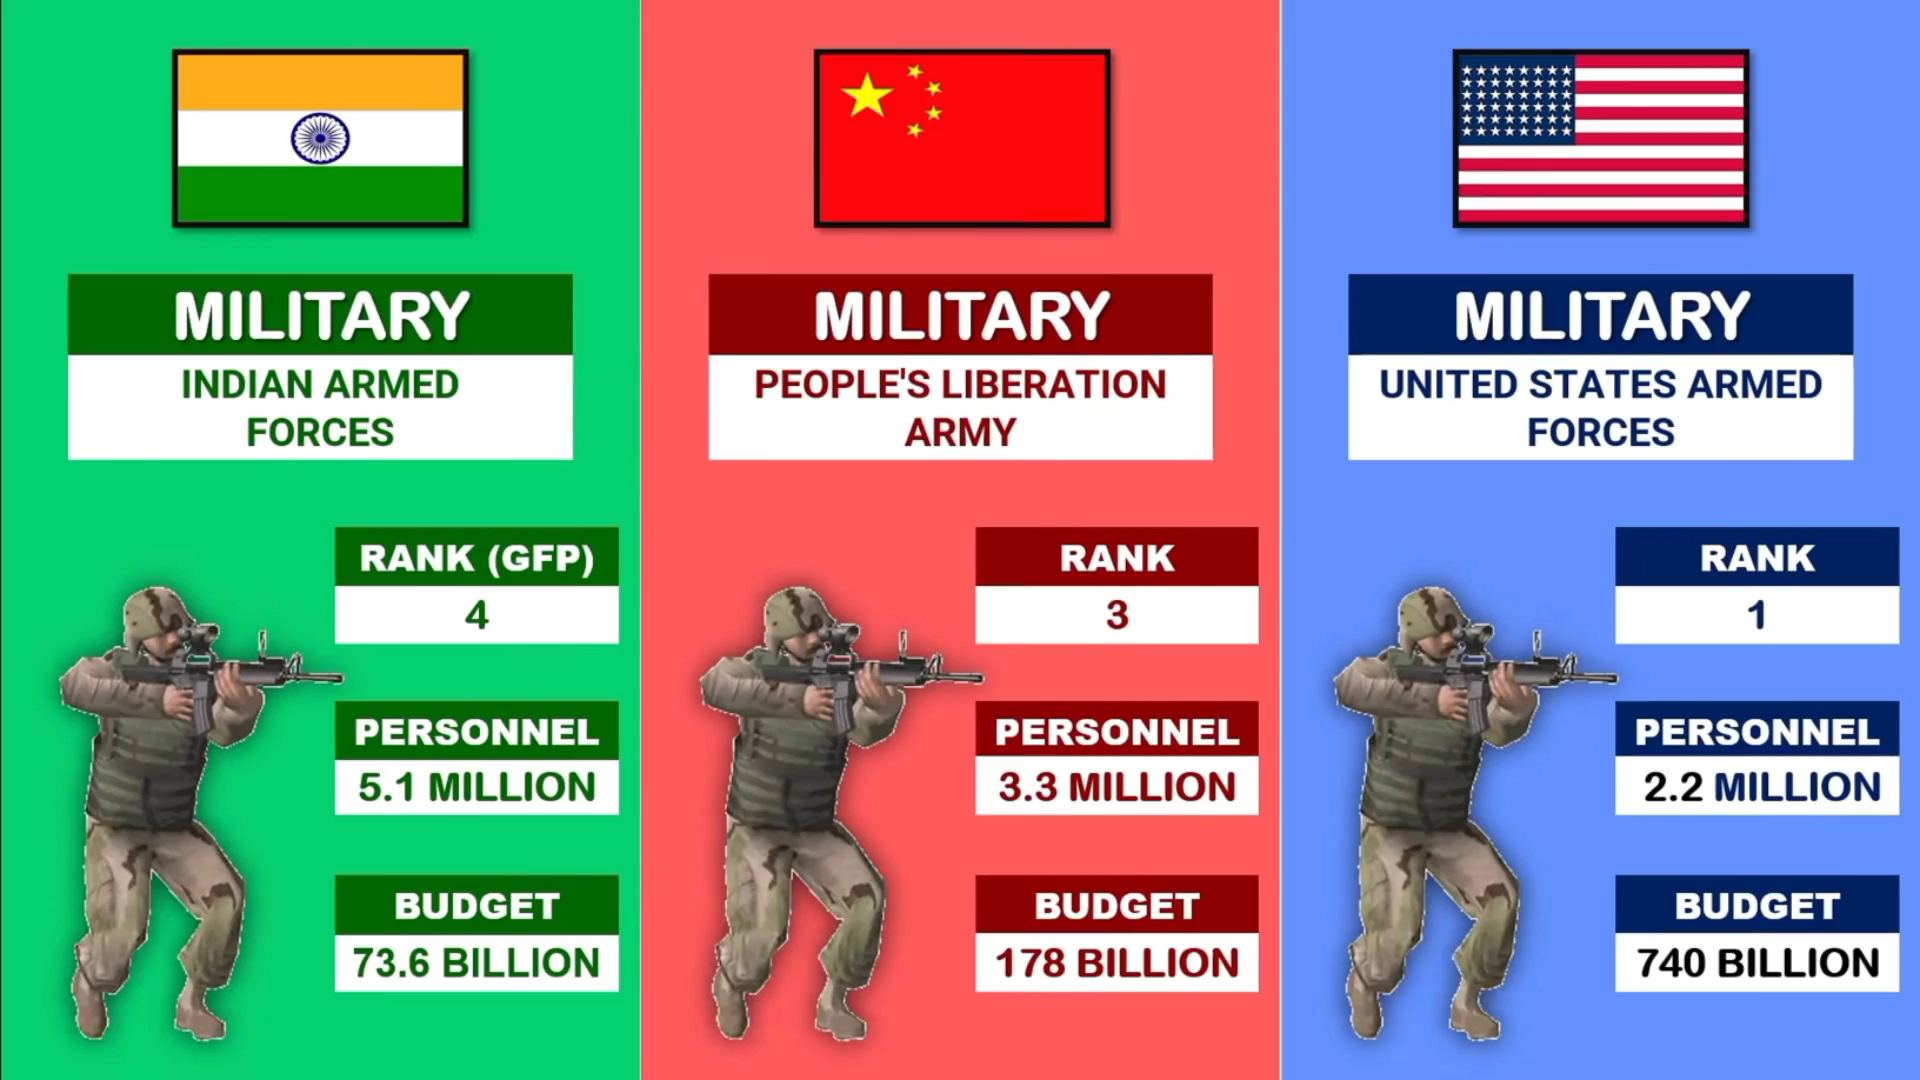 MILITARY
INDIAN ARMED
FORCES
RANK (GFP)
4
PERSONNEL
5.1 MILLION
BUDGET
73.6 BILLION
MILITARY
PEOPLE'S LIBERATION
ARMY
RANK
3
PERSONNEL
3.3 MILLION
BUDGET
178 BILLION
MILITARY
UNITED STATES ARMED
FORCES
RANK
1
PERSONNEL
2.2 MILLION
BUDGET
740 BILLION